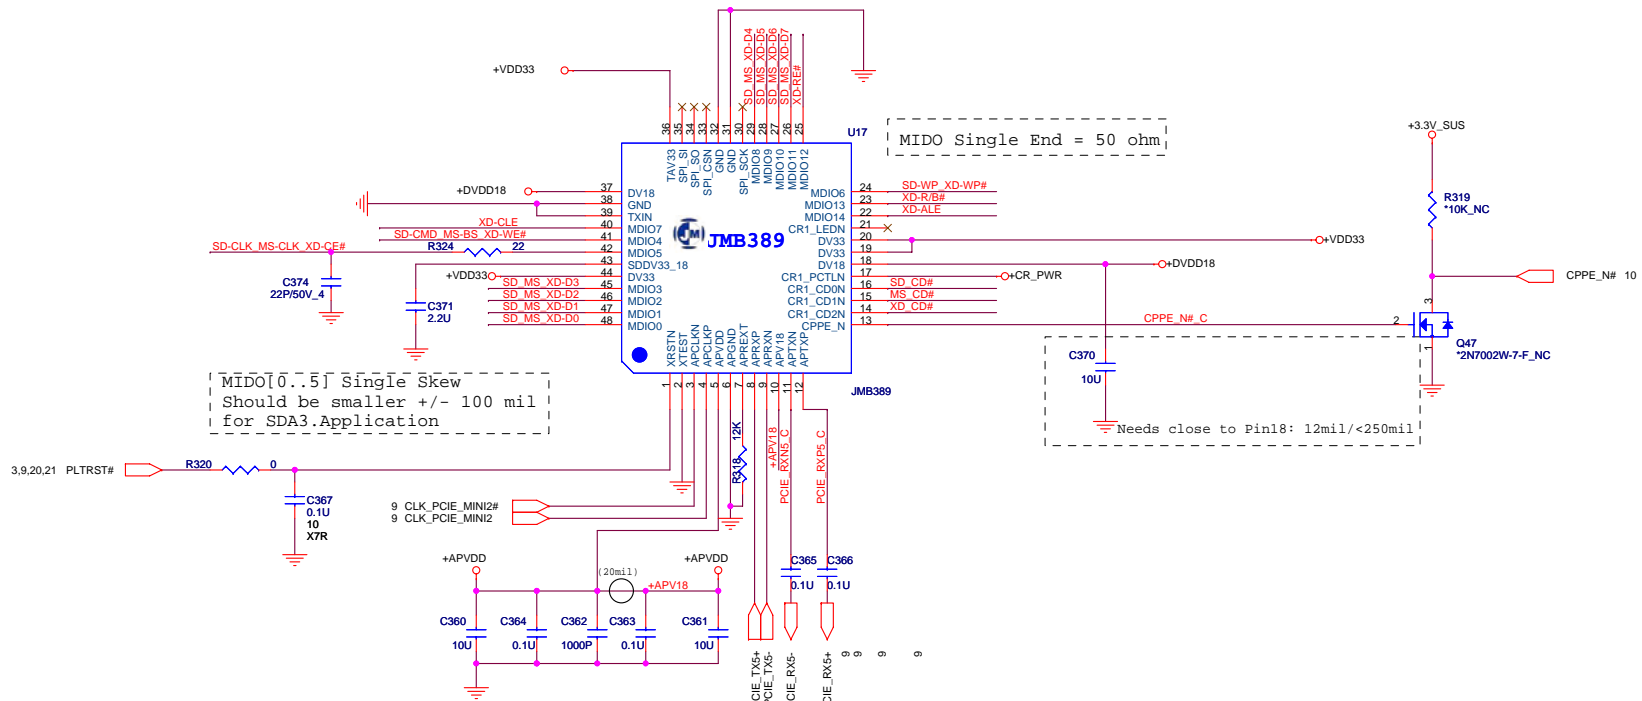 +VDD33
SD_MS_XD-D4
SD_MS_XD-D5
SD_MS_XD-D6
SD_MS_XD-D7
XD-RE#
36 35 34 33 32 31 30 29 28 27 26 25
U17
TAV33
SPI_SI
SPI_SO
SPI_CSN
GND
GND
SPI_SCK
MDIO8
MDIO9
MDIO10
MDIO11
MDIO12
MIDO Single End = 50 ohm
+3.3V_SUS
+DVDD18
37 DV18
38 GND
39 TXIN
XD-CLE 40 MDIO7
SD-CMD_MS-BS_XD-WE# 41 MDIO4
SD-CLK_MS-CLK_XD-CE# R324 22 42 MDIO5
43 SDDV33_18
+VDD33 44 DV33
SD_MS_XD-D3 45 MDIO3
SD_MS_XD-D2 46 MDIO2
SD_MS_XD-D1 47 MDIO1
SD_MS_XD-D0 48 MDIO0
C374
22P/50V_4
C371
2.2U
JM JMB389
MDIO6 24 SD-WP_XD-WP#
MDIO13 23 XD-R/B#
MDIO14 22 XD-ALE
CR1_LEDN 21
DV33 20 +VDD33
DV33 19
DV18 18 +DVDD18
CR1_PCTLN 17 +CR_PWR
CR1_CD0N 16 SD_CD#
CR1_CD1N 15 MS_CD#
CR1_CD2N 14 XD_CD#
CPPE_N 13 CPPE_N#_C
R319
*10K_NC
CPPE_N# 10
3
2
1
Q47
*2N7002W-7-F_NC
XRSTN
XTEST
APCLKN
APCLKP
APVDD
APGND
APREXT
APRXP
APRXN
APV18
APTXN
APTXP
1 2 3 4 5 6 7 8 9 10 11 12
JMB389
C370
10U
Needs close to Pin18: 12mil/<250mil
MIDO[0..5] Single Skew
Should be smaller +/- 100 mil
for SDA3.Application
R318 12K
+APV18
PCIE_RXN5_C
PCIE_RXP5_C
3,9,20,21 PLTRST# R320 0
C367
0.1U
10
X7R
9 CLK_PCIE_MINI2#
9 CLK_PCIE_MINI2
+APVDD
(20mil)
+APV18
+APVDD
C365
0.1U
C366
0.1U
C360
10U
C364
0.1U
C362
1000P
C363
0.1U
C361
10U
CIE_TX5+
CIE_TX5-
CIE_RX5-
CIE_RX5+
9 9 9 9